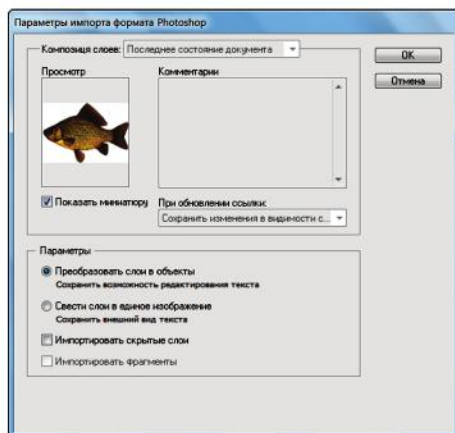 Параметры импорта формата Photoshop
Композиця слоев: Последнее состояние документа
OK
Отмена
Просмотр
Комментарии
Показать миниатюру
При обновлении ссылки:
Сохранить изменения в видимости с...
Параметры
Преобразовать слои в объекты
Сохранить возможность редактирования текста
Свести слои в единое изображение
Сохранить внешний вид текста
Импортировать скрытые слои
Импортировать фрагменты